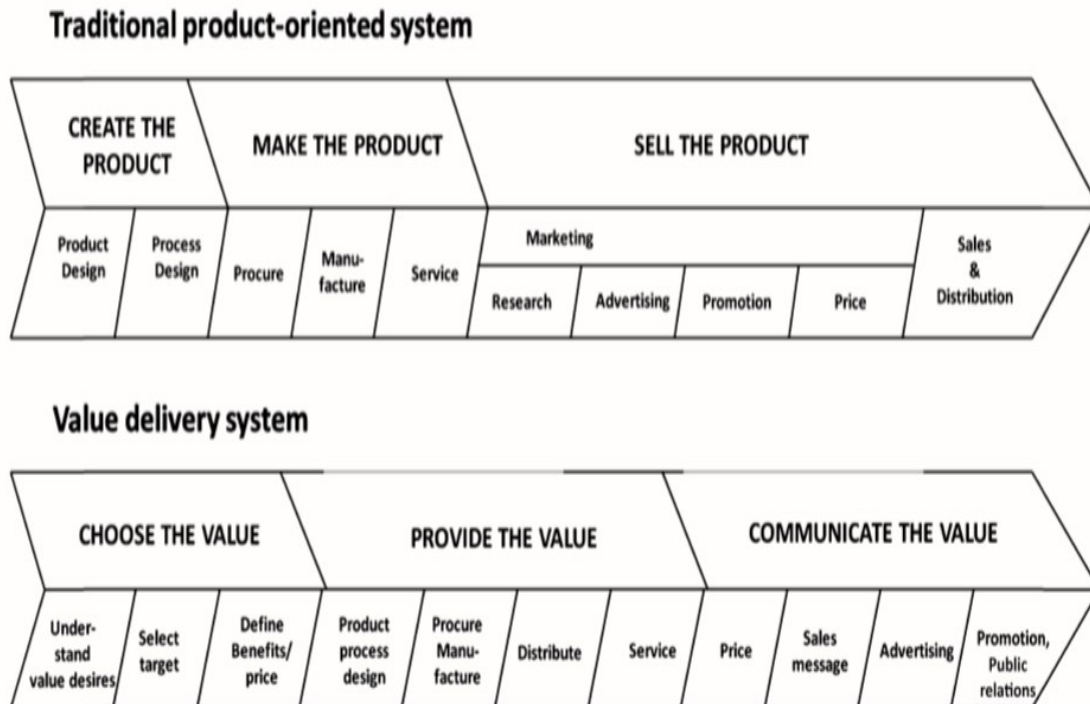 Traditional product-oriented system
CREATE THE
PRODUCT
MAKE THE PRODUCT
SELL THE PRODUCT
Product
Design
Process
Design
Procure
Manu-
facture
Service
Marketing
Research
Advertising
Promotion
Price
Sales
&
Distribution
Value delivery system
CHOOSE THE VALUE
PROVIDE THE VALUE
COMMUNICATE THE VALUE
Under-
stand
value desires
Select
target
Define
Benefits/
price
Product
process
design
Procure
Manu-
facture
Distribute
Service
Price
Sales
message
Advertising
Promotion,
Public
relations